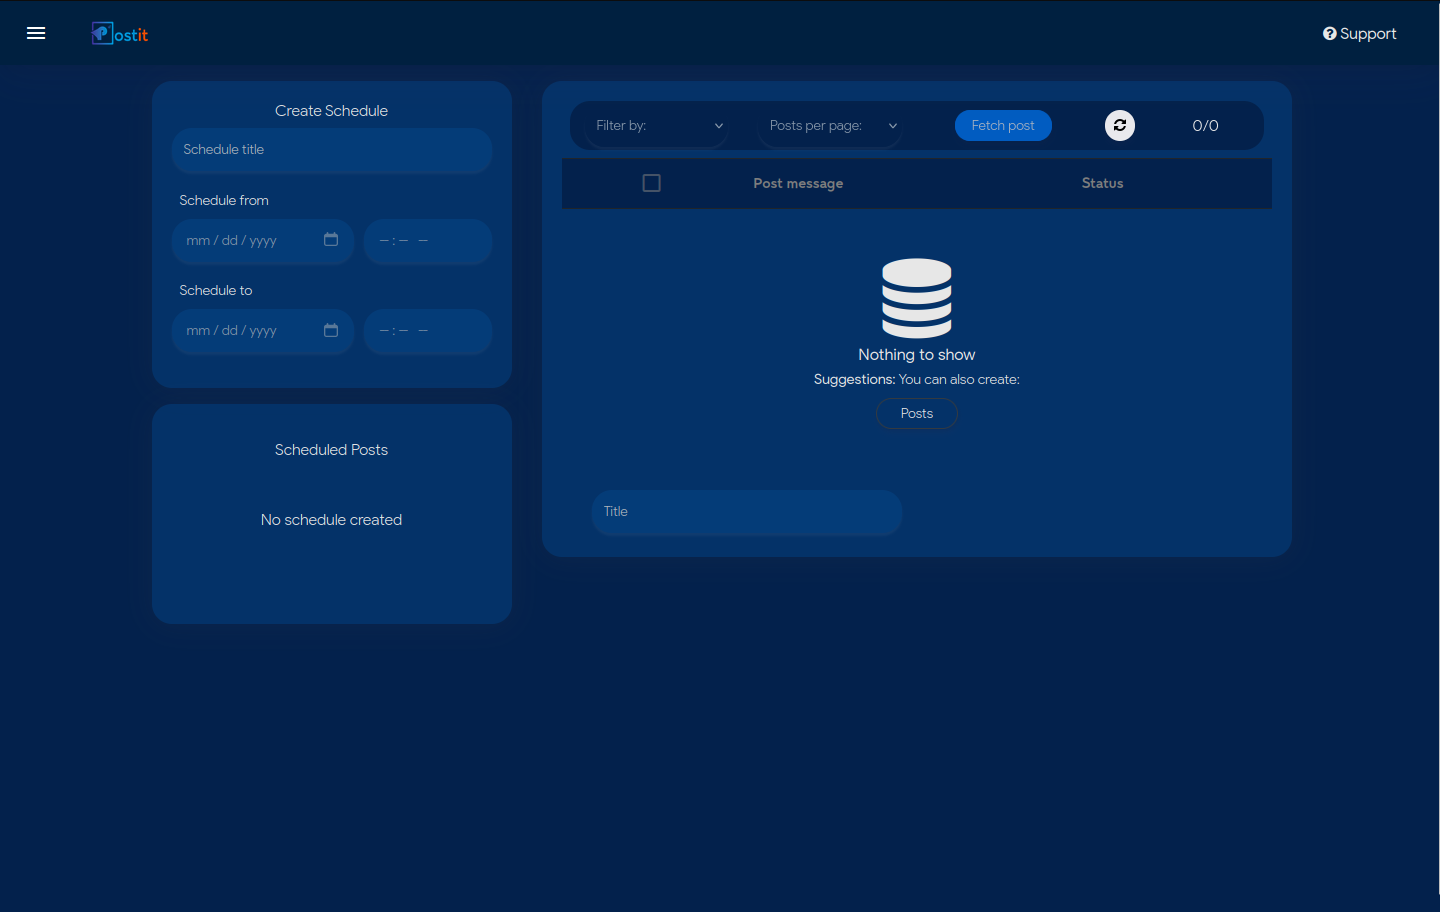 Postit
Support
Create Schedule
Schedule title
Schedule from
mm / dd / yyyy
– : – –
Schedule to
mm / dd / yyyy
– : – –
Scheduled Posts
No schedule created
Filter by:
Posts per page:
Fetch post
0/0
Post message
Status
Nothing to show
Suggestions: You can also create:
Posts
Title